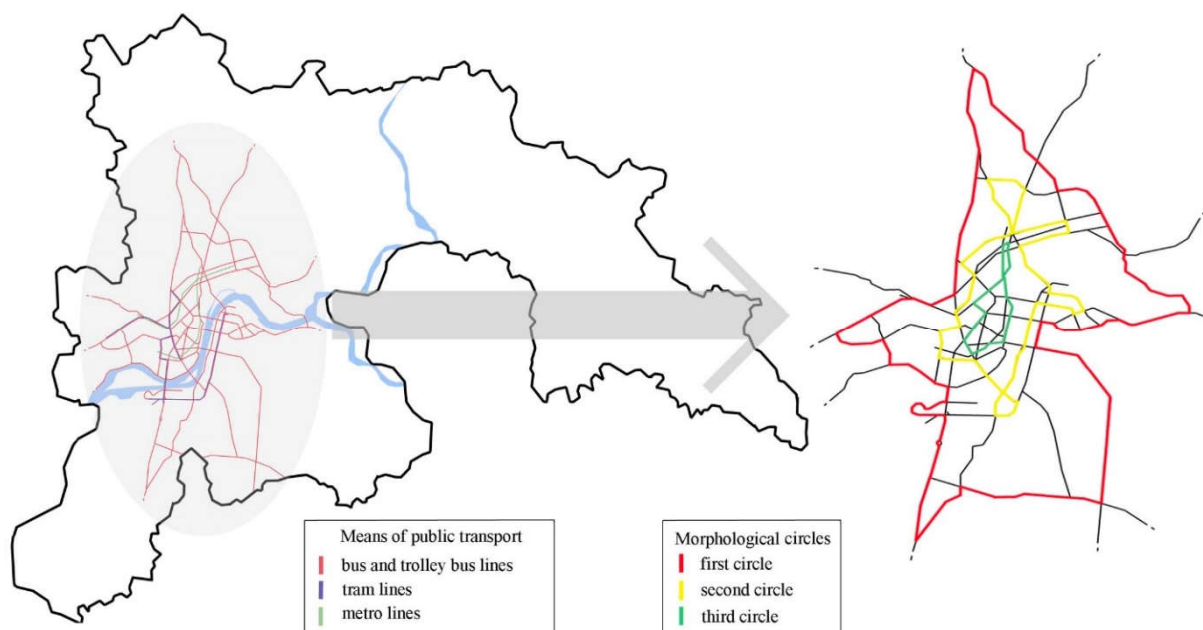 Means of public transport
bus and trolley bus lines
tram lines
metro lines
Morphological circles
first circle
second circle
third circle